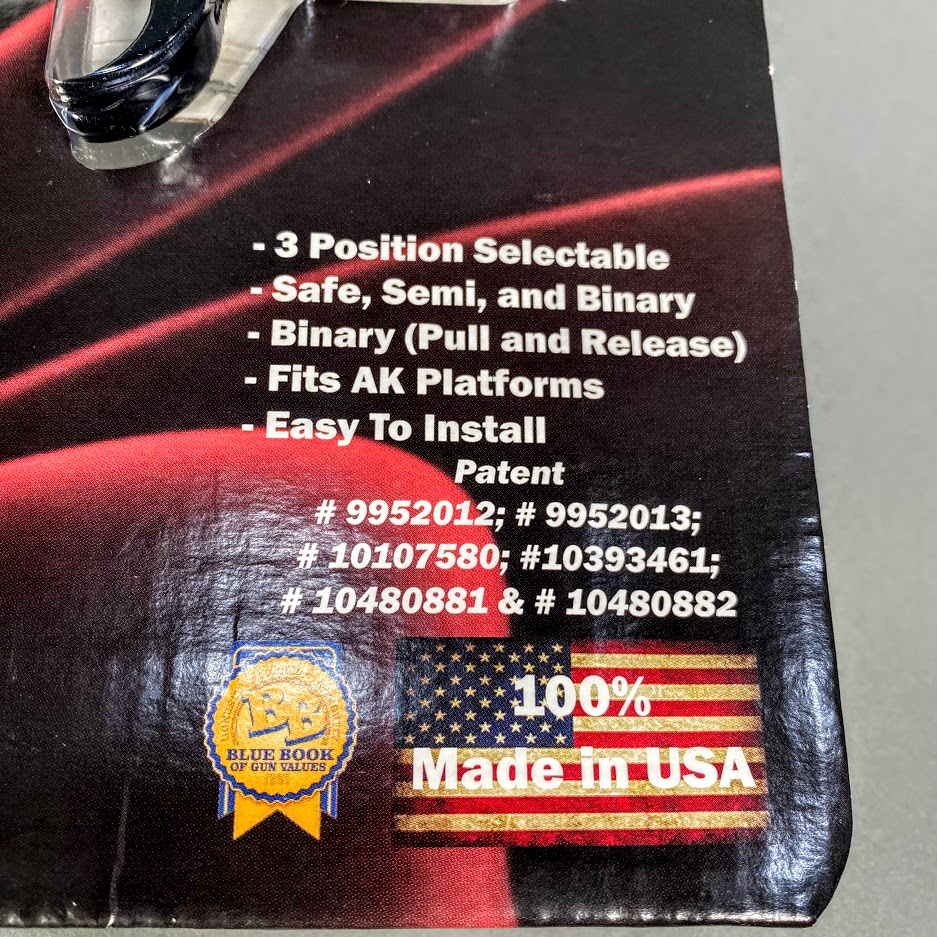 - 3 Position Selectable
- Safe, Semi, and Binary
- Binary (Pull and Release)
- Fits AK Platforms
- Easy To Install
Patent
# 9952012; # 9952013;
# 10107580; #10393461;
# 10480881 & # 10480882
BB
BLUE BOOK
OF GUN VALUES
100%
Made in USA